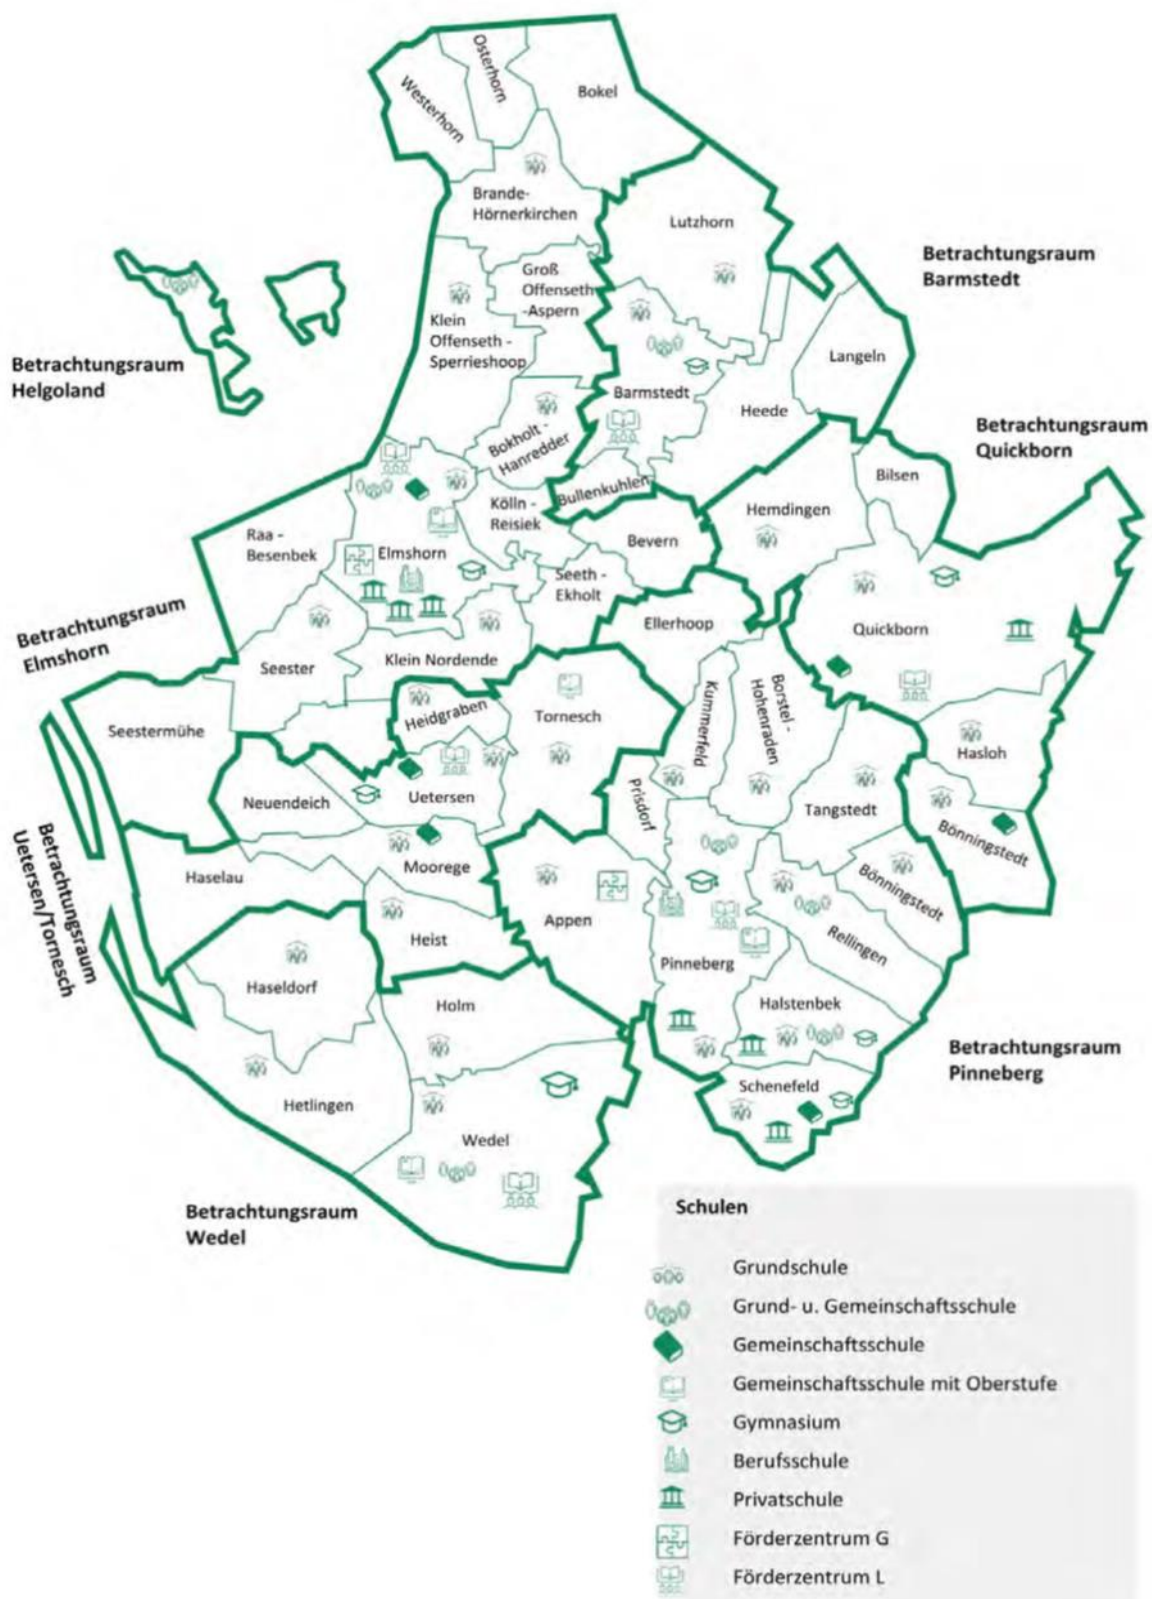 Osterhorn
Westerhorn
Bokel
Brande-
Hörnerkirchen
Lutzhorn
Betrachtungsraum
Barmstedt
Groß
Offenseth
-Aspern
Klein
Offenseth -
Sperrieshoop
Langeln
Betrachtungsraum
Helgoland
Barmstedt
Heede
Betrachtungsraum
Quickborn
Bokholt -
Hanredder
Bilsen
Bullenkuhlen
Kölln -
Reisiek
Hemdingen
Raa -
Besenbek
Elmshorn
Bevern
Seeth -
Ekholt
Betrachtungsraum
Elmshorn
Ellerhoop
Quickborn
Seester
Klein Nordende
Kummerfeld
Borstel -
Hohenraden
Seestermühe
Heidgraben
Tornesch
Hasloh
Neuendeich
Uetersen
Prisdorf
Tangstedt
Bönningstedt
Betrachtungsraum
Uetersen/Tornesch
Haselau
Moorege
Bönningstedt
Appen
Heist
Rellingen
Pinneberg
Haseldorf
Holm
Halstenbek
Betrachtungsraum
Pinneberg
Schenefeld
Hetlingen
Wedel
Betrachtungsraum
Wedel
Schulen
Grundschule
Grund- u. Gemeinschaftsschule
Gemeinschaftsschule
Gemeinschaftsschule mit Oberstufe
Gymnasium
Berufsschule
Privatschule
Förderzentrum G
Förderzentrum L